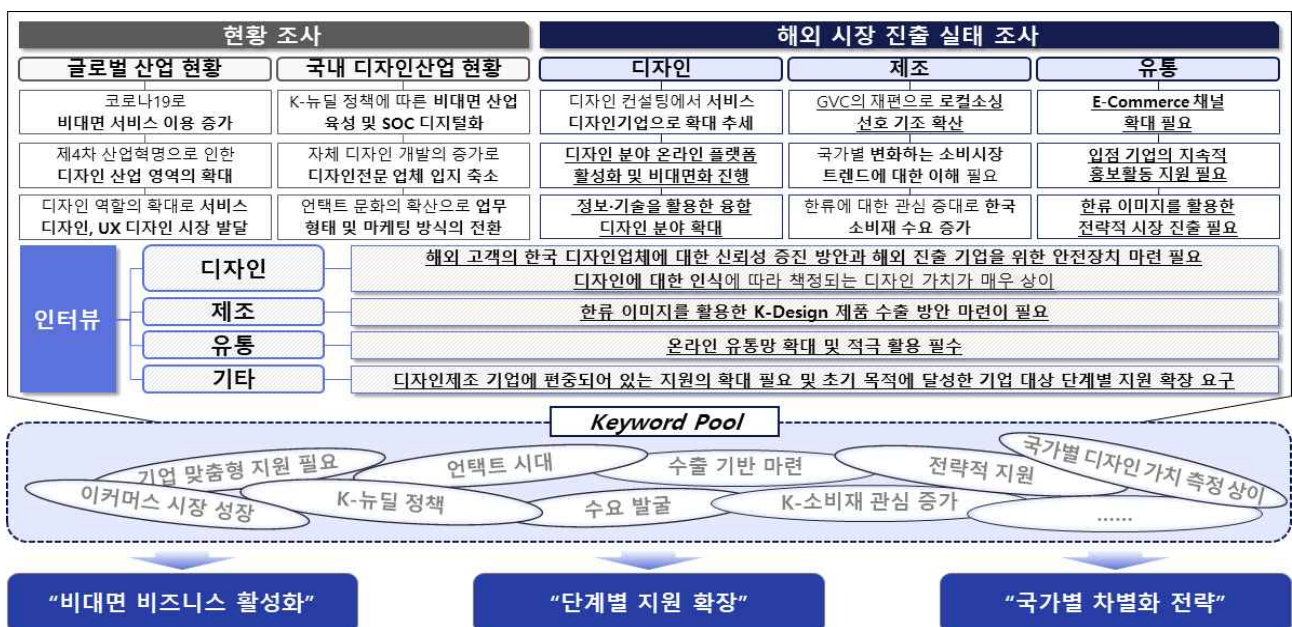 현황 조사
해외 시장 진출 실태 조사
글로벌 산업 현황
국내 디자인산업 현황
디자인
제조
유통
코로나19로
비대면 서비스 이용 증가
K-뉴딜 정책에 따른 비대면 산업
육성 및 SOC 디지털화
디자인 컨설팅에서 서비스
디자인기업으로 확대 추세
GVC의 재편으로 로컬소싱
선호 기조 확산
E-Commerce 채널
확대 필요
제4차 산업혁명으로 인한
디자인 산업 영역의 확대
자체 디자인 개발의 증가로
디자인전문 업체 입지 축소
디자인 분야 온라인 플랫폼
활성화 및 비대면화 진행
국가별 변화하는 소비시장
트렌드에 대한 이해 필요
입점 기업의 지속적
홍보활동 지원 필요
디자인 역할의 확대로 서비스
디자인, UX 디자인 시장 발달
언택트 문화의 확산으로 업무
형태 및 마케팅 방식의 전환
정보·기술을 활용한 융합
디자인 분야 확대
한류에 대한 관심 증대로 한국
소비재 수요 증가
한류 이미지를 활용한
전략적 시장 진출 필요
인터뷰
디자인
해외 고객의 한국 디자인업체에 대한 신뢰성 증진 방안과 해외 진출 기업을 위한 안전장치 마련 필요
디자인에 대한 인식에 따라 책정되는 디자인 가치가 매우 상이
제조
한류 이미지를 활용한 K-Design 제품 수출 방안 마련이 필요
유통
온라인 유통망 확대 및 적극 활용 필수
기타
디자인제조 기업에 편중되어 있는 지원의 확대 필요 및 초기 목적에 달성한 기업 대상 단계별 지원 확장 요구
Keyword Pool
기업 맞춤형 지원 필요
언택트 시대
수출 기반 마련
전략적 지원
국가별 디자인 가치 측정 상이
이커머스 시장 성장
K-뉴딜 정책
수요 발굴
K-소비재 관심 증가
......
“비대면 비즈니스 활성화”
“단계별 지원 확장”
“국가별 차별화 전략”